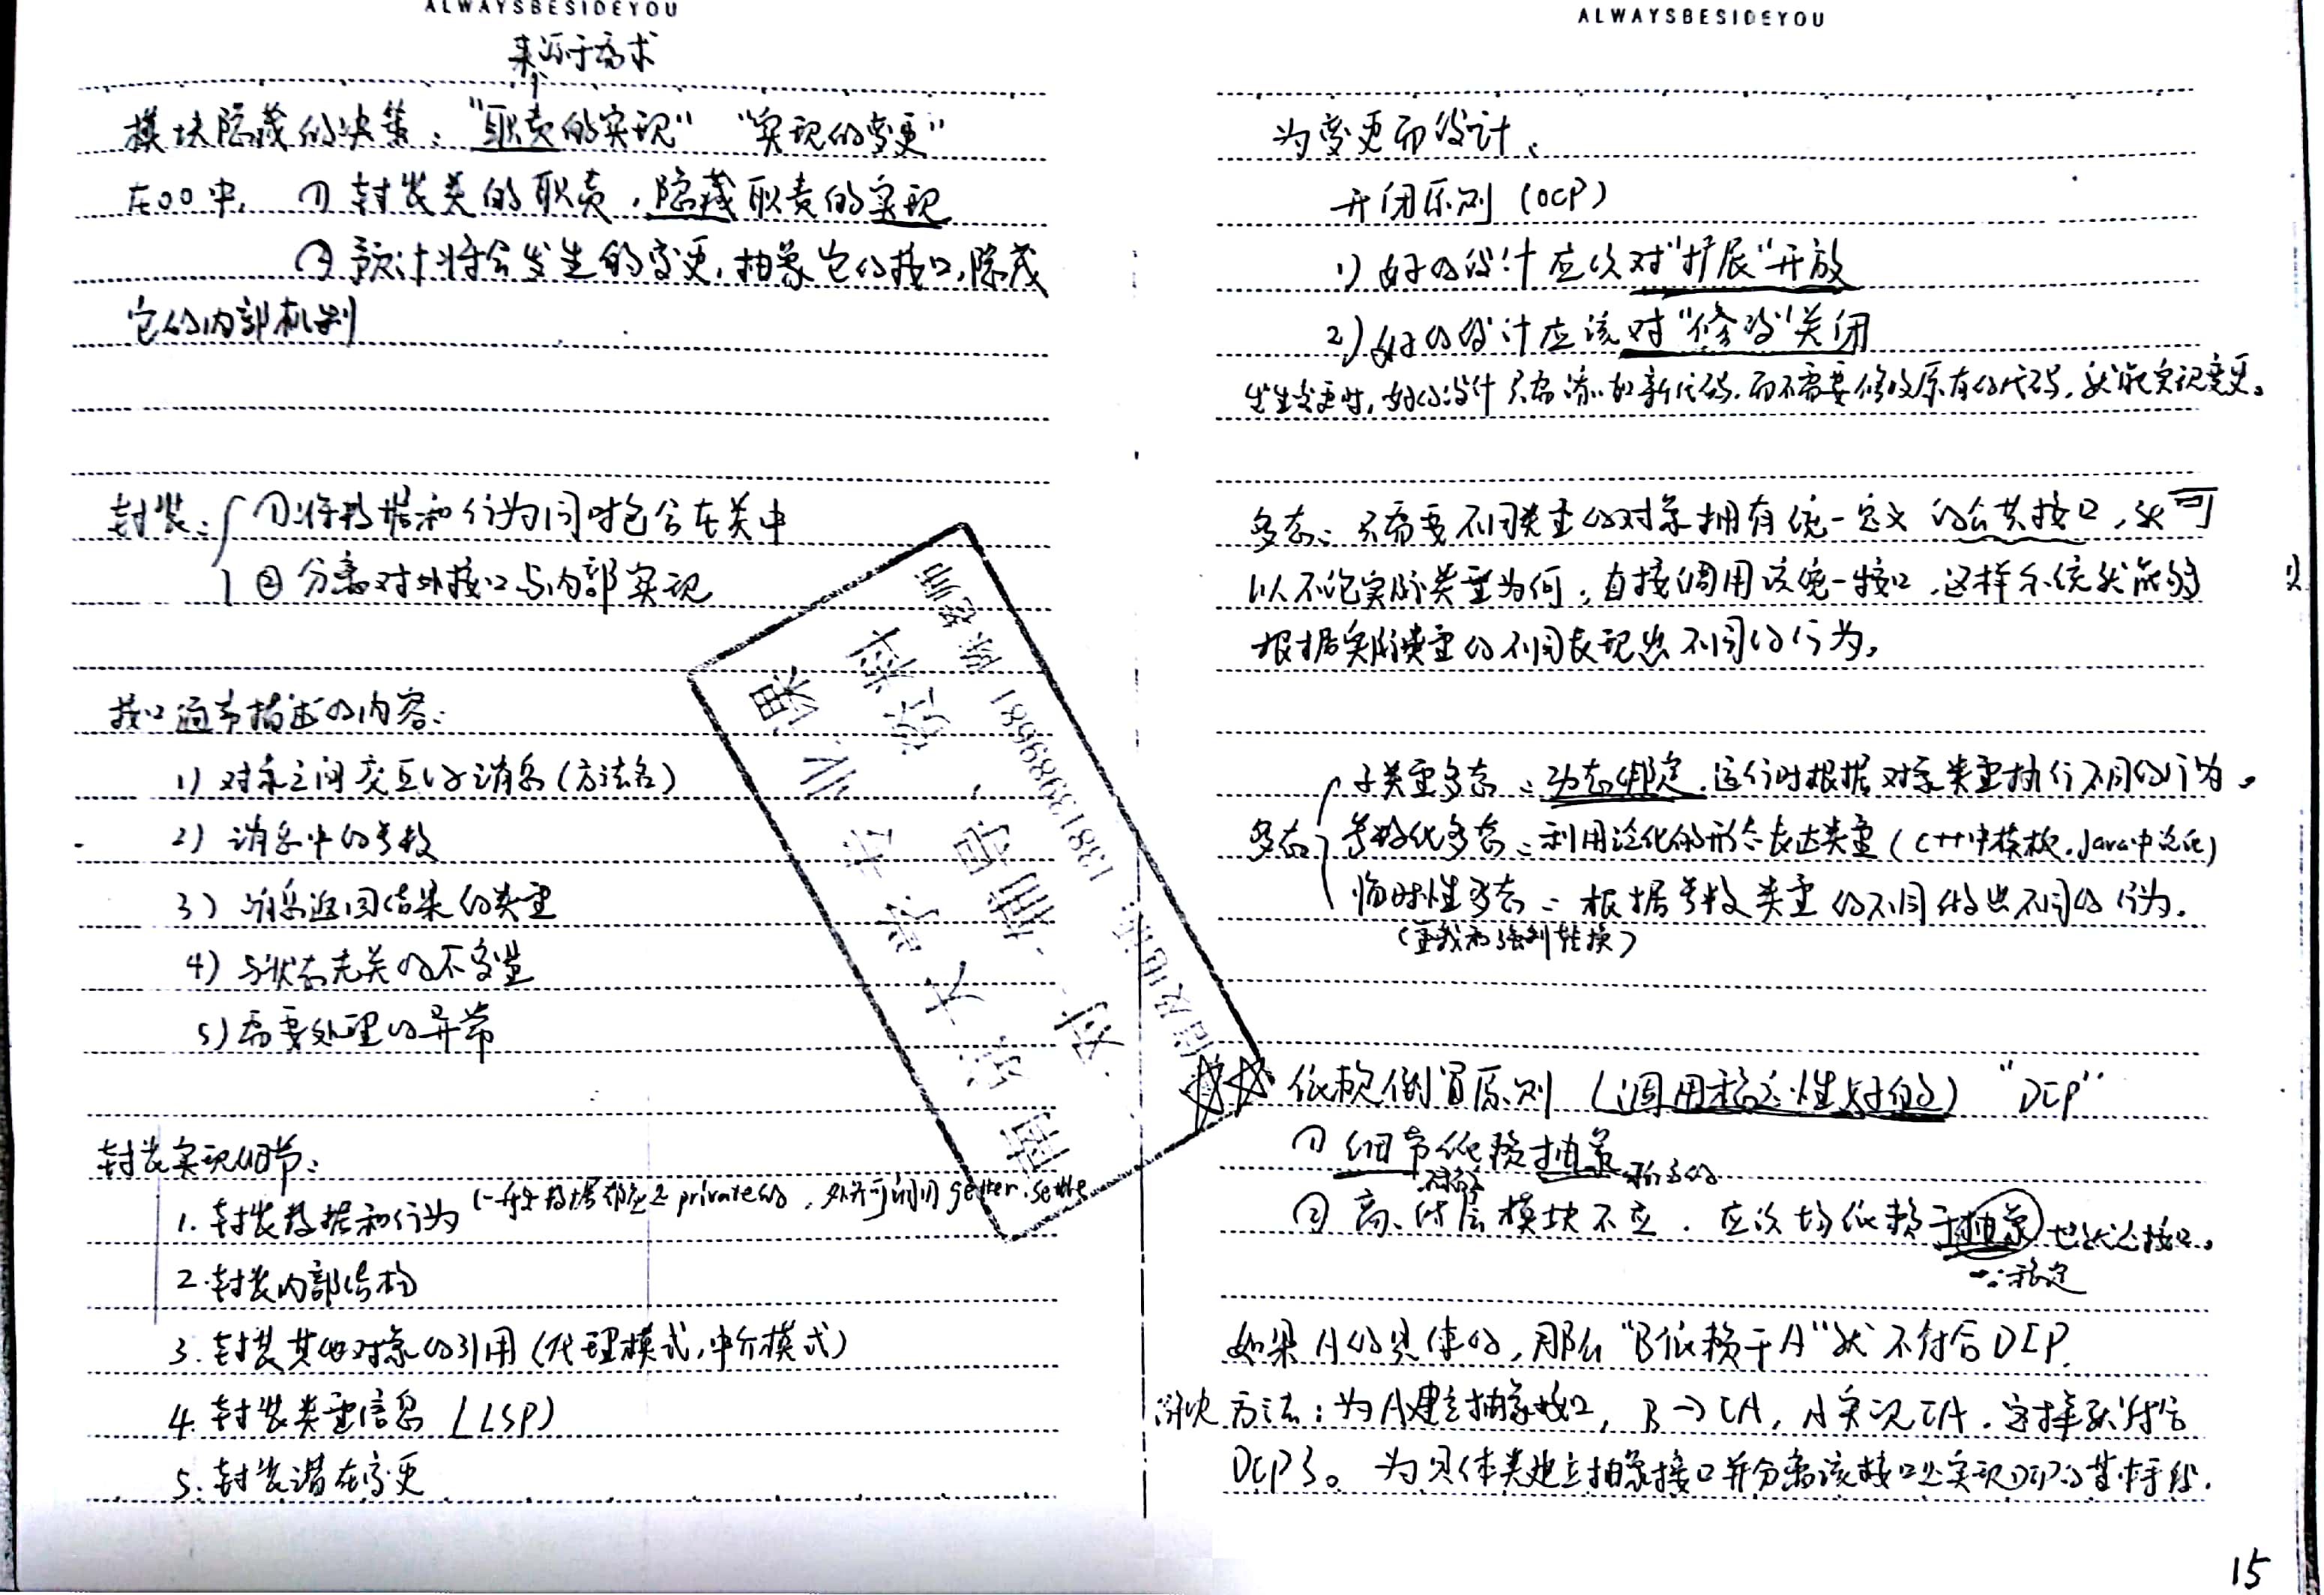 ALWAYSBESIDEYOU
来源于需求
模块隐藏的决策："职责的实现" "实现的变更"
在OO中, ① 封装类的职责，隐藏职责的实现
② 预计将会发生的变更，抽象它的接口，隐藏
它的内部机制
封装：① 将数据和行为同时包含在类中
② 分离对外接口与内部实现
接口通常描述的内容：
1) 对象之间交互的消息(方法名)
2) 消息中的参数
3) 消息返回结果的类型
4) 与状态无关的不变量
5) 需要处理的异常
封装实现细节：
1. 封装数据和行为 (一般数据都应是private的，外界可调用getter.setter
2. 封装内部结构
3. 封装其他对象的引用(代理模式,中介模式)
4. 封装类型信息 (LSP)
5. 封装潜在变更
南京大学北门里
对面·一凡教材
138139899681 陈老师
ALWAYSBESIDEYOU
为变更而设计、
开闭原则 (OCP)
1) 好的设计应该对"扩展"开放
2) 好的设计应该对"修改"关闭
发生变更时，好的设计只需添加新代码，而不需要修改原有的代码，就能实现变更。
多态：只需要不同类型的对象拥有统一定义的公共接口，就可
以不论实际类型为何，直接调用该统一接口，这样系统就能够
根据实际类型的不同表现出不同的行为。
子类型多态：动态绑定，运行时根据对象类型执行不同的行为。
多态 参数化多态：利用泛化的形态表达类型(C++中模板，Java中泛化)
临时性多态：根据参数类型的不同做出不同的行为.
(重载和强制转换)
依赖倒置原则 (调用稳定性好的) "DIP"
① 细节依赖抽象
② 高、低层模块不应，应该均依赖于抽象 也就是接口。
∵稳定
如果A的具体的，那么"B依赖于A"就不符合DIP.
解决方法：为A建立抽象接口，B→IA, A实现IA，这样就符合
DIP了。为具体类建立抽象接口并分离该接口是实现DIP的基本手段.
15